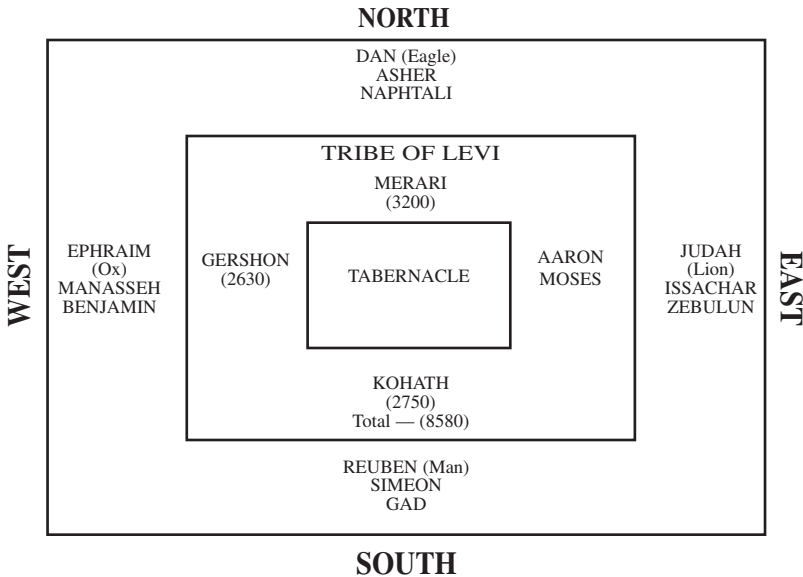 NORTH
DAN (Eagle)
ASHER
NAPHTALI
TRIBE OF LEVI
MERARI
(3200)
WEST
EPHRAIM
(Ox)
MANASSEH
BENJAMIN
GERSHON
(2630)
TABERNACLE
AARON
MOSES
JUDAH
(Lion)
ISSACHAR
ZEBULUN
EAST
KOHATH
(2750)
Total — (8580)
REUBEN (Man)
SIMEON
GAD
SOUTH